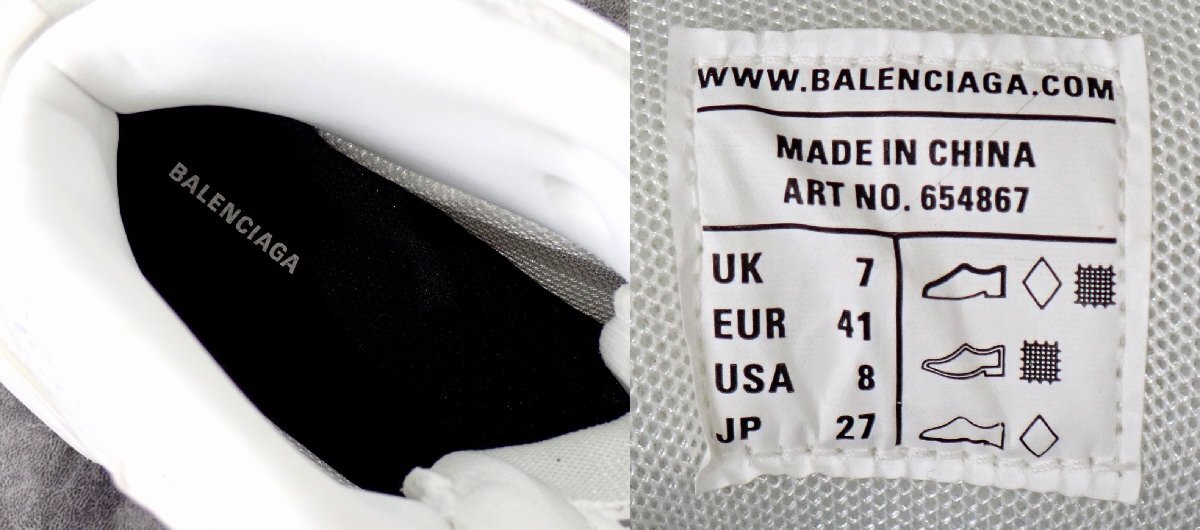 BALENCIAGA
WWW.BALENCIAGA.COM
MADE IN CHINA
ART NO. 654867
UK 7
EUR 41
USA 8
JP 27